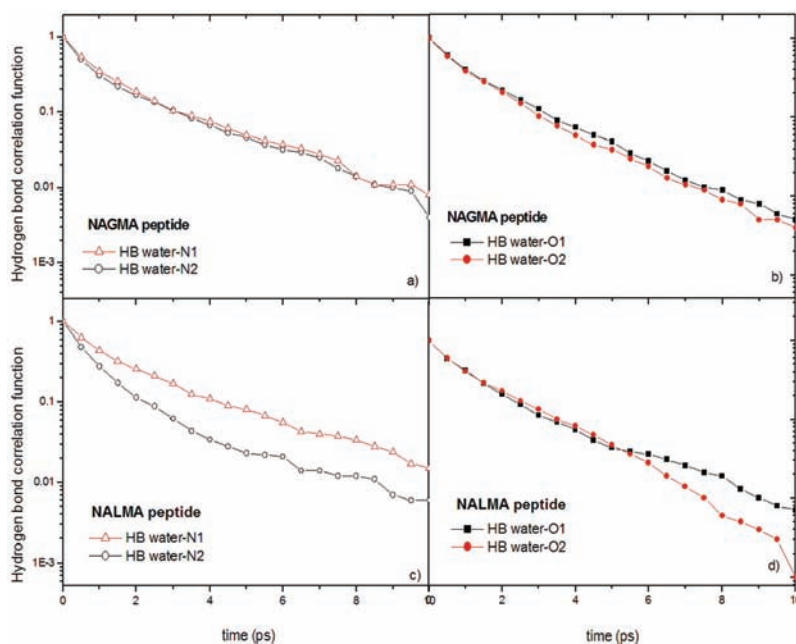 Hydrogen bond correlation function
1
0.1
0.01
1E-3
NAGMA peptide
HB water-N1
HB water-N2
a)
NAGMA peptide
HB water-O1
HB water-O2
b)
Hydrogen bond correlation function
1
0.1
0.01
1E-3
NALMA peptide
HB water-N1
HB water-N2
c)
0 2 4 6 8
time (ps)
NALMA peptide
HB water-O1
HB water-O2
d)
0 2 4 6 8 10
time (ps)